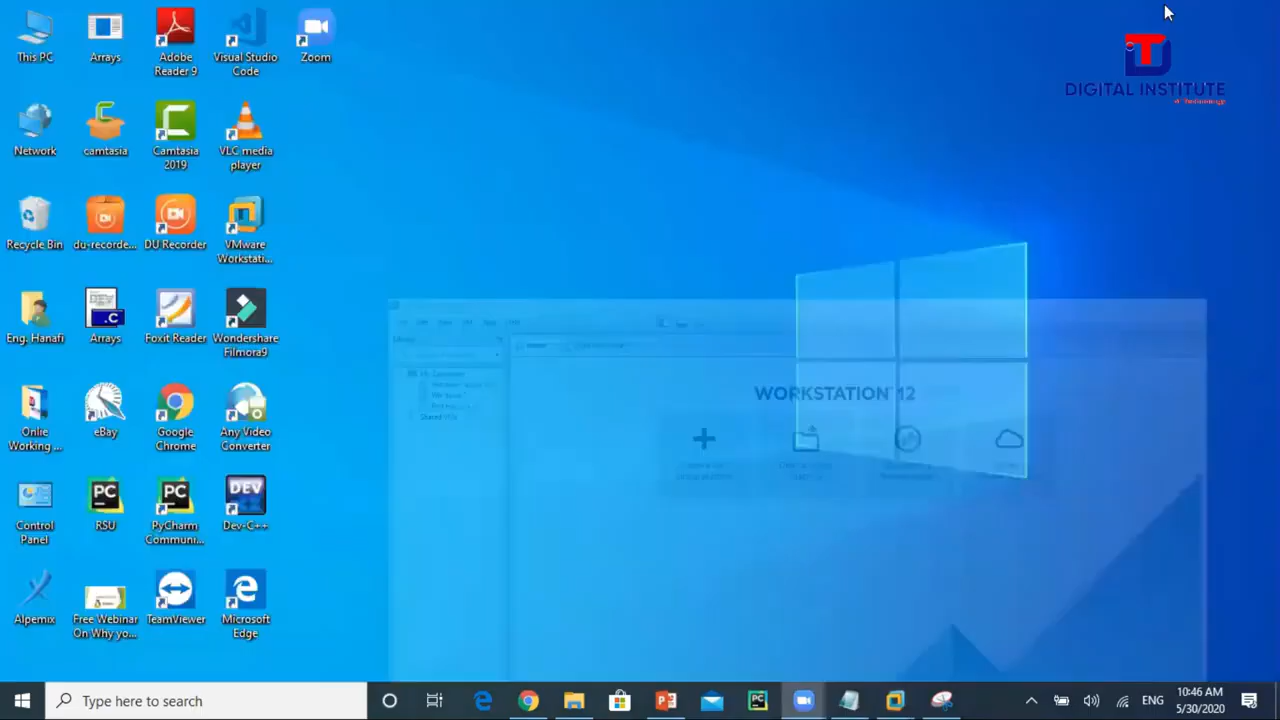 This PC
Arrays
Adobe
Reader 9
Visual Studio
Code
Zoom
T
DIGITAL INSTITUTE
of Technology
Network
camtasia
Camtasia
2019
VLC media
player
Recycle Bin
du-recorde...
DU Recorder
VMware
Workstati...
Eng. Hanafi
Arrays
Foxit Reader
Wondershare
Filmora9
WORKSTATION 12
Onlie
Working ...
eBay
Google
Chrome
Any Video
Converter
Control
Panel
RSU
PyCharm
Communi...
Dev-C++
Alpemix
Free Webinar
On Why yo...
TeamViewer
Microsoft
Edge
Type here to search
ENG
10:46 AM
5/30/2020